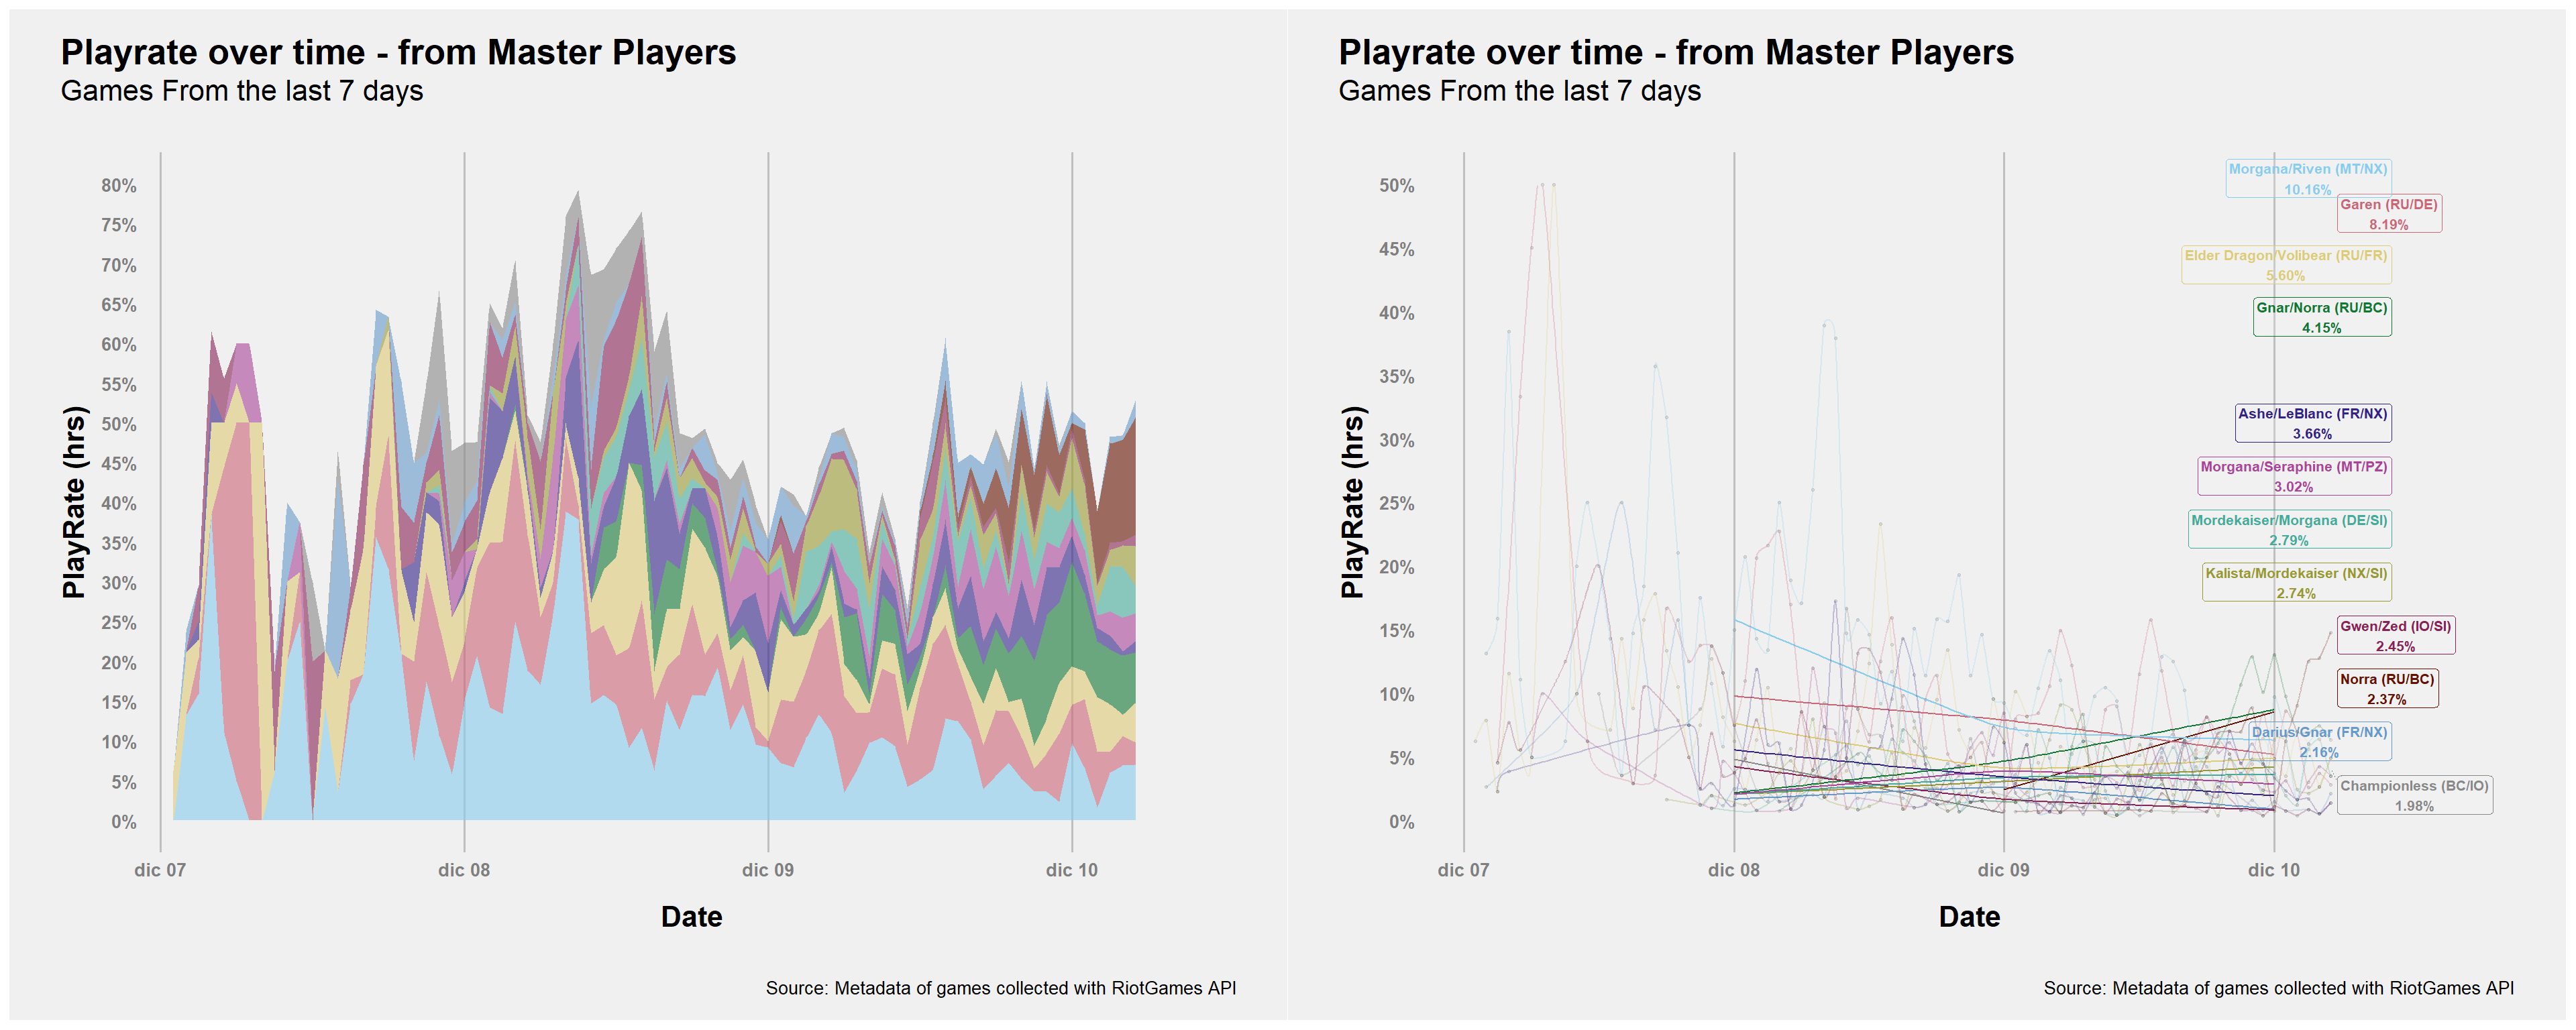 Playrate over time - from Master Players
Games From the last 7 days
80%
75%
70%
65%
60%
55%
50%
45%
40%
35%
30%
25%
20%
15%
10%
5%
0%
PlayRate (hrs)
dic 07
dic 08
dic 09
dic 10
Date
Source: Metadata of games collected with RiotGames API
Playrate over time - from Master Players
Games From the last 7 days
50%
45%
40%
35%
30%
25%
20%
15%
10%
5%
0%
PlayRate (hrs)
Morgana/Riven (MT/NX)
10.16%
Garen (RU/DE)
8.19%
Elder Dragon/Volibear (RU/FR)
5.60%
Gnar/Norra (RU/BC)
4.15%
Ashe/LeBlanc (FR/NX)
3.66%
Morgana/Seraphine (MT/PZ)
3.02%
Mordekaiser/Morgana (DE/SI)
2.79%
Kalista/Mordekaiser (NX/SI)
2.74%
Gwen/Zed (IO/SI)
2.45%
Norra (RU/BC)
2.37%
Darius/Gnar (FR/NX)
2.16%
Championless (BC/IO)
1.98%
dic 07
dic 08
dic 09
dic 10
Date
Source: Metadata of games collected with RiotGames API